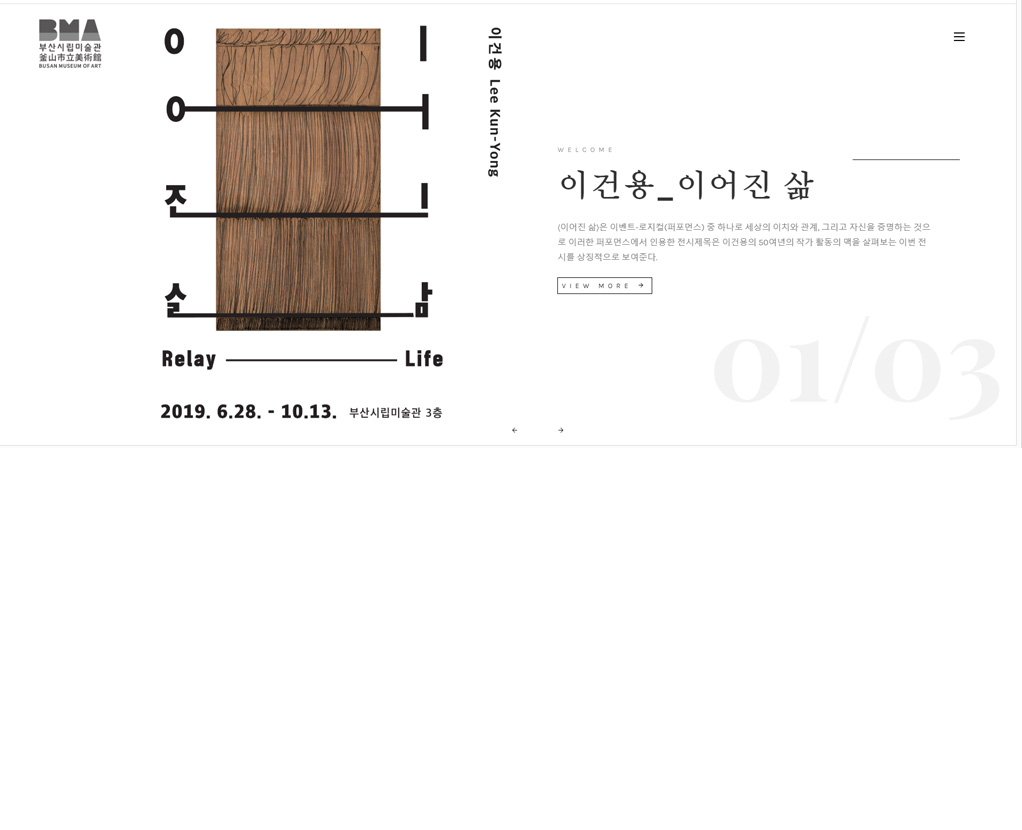 BMA
부산시립미술관
釜山市立美術館
BUSAN MUSEUM OF ART
이
어
진
삶
Relay Life
2019. 6.28. - 10.13. 부산시립미술관 3층
이건용 Lee Kun-Yong
WELCOME
이건용_이어진 삶
(이어진 삶)은 이벤트-로지컬(퍼포먼스) 중 하나로 세상의 이치와 관계, 그리고 자신을 증명하는 것으
로 이러한 퍼포먼스에서 인용한 전시제목은 이건용의 50여년의 작가 활동의 맥을 살펴보는 이번 전
시를 상징적으로 보여준다.
VIEW MORE →
01/03
← →